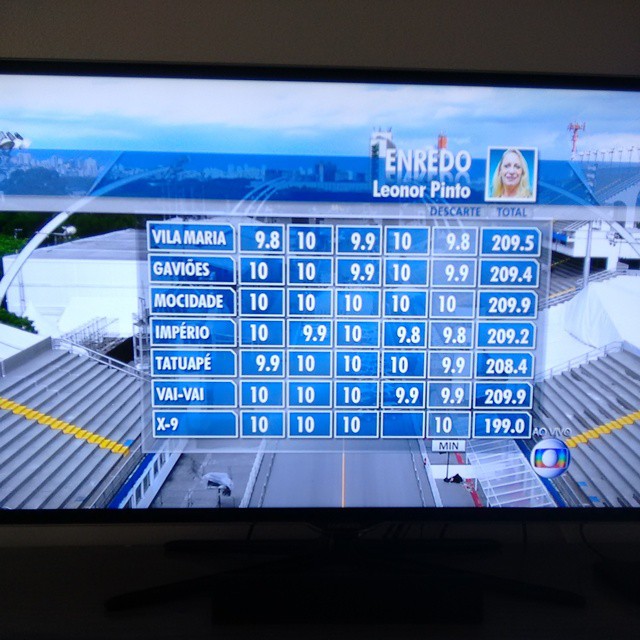 ENREDO
Leonor Pinto
DESCARTE TOTAL
VILA MARIA 9.8 10 9.9 10 9.8 209.5
GAVIÕES 10 10 9.9 10 9.9 209.4
MOCIDADE 10 10 10 10 10 209.9
IMPÉRIO 10 9.9 10 9.8 9.8 209.2
TATUAPÉ 9.9 10 10 10 9.9 208.4
VAI-VAI 10 10 10 9.9 9.9 209.9
X-9 10 10 10 10 199.0
MIN
AO VIVO